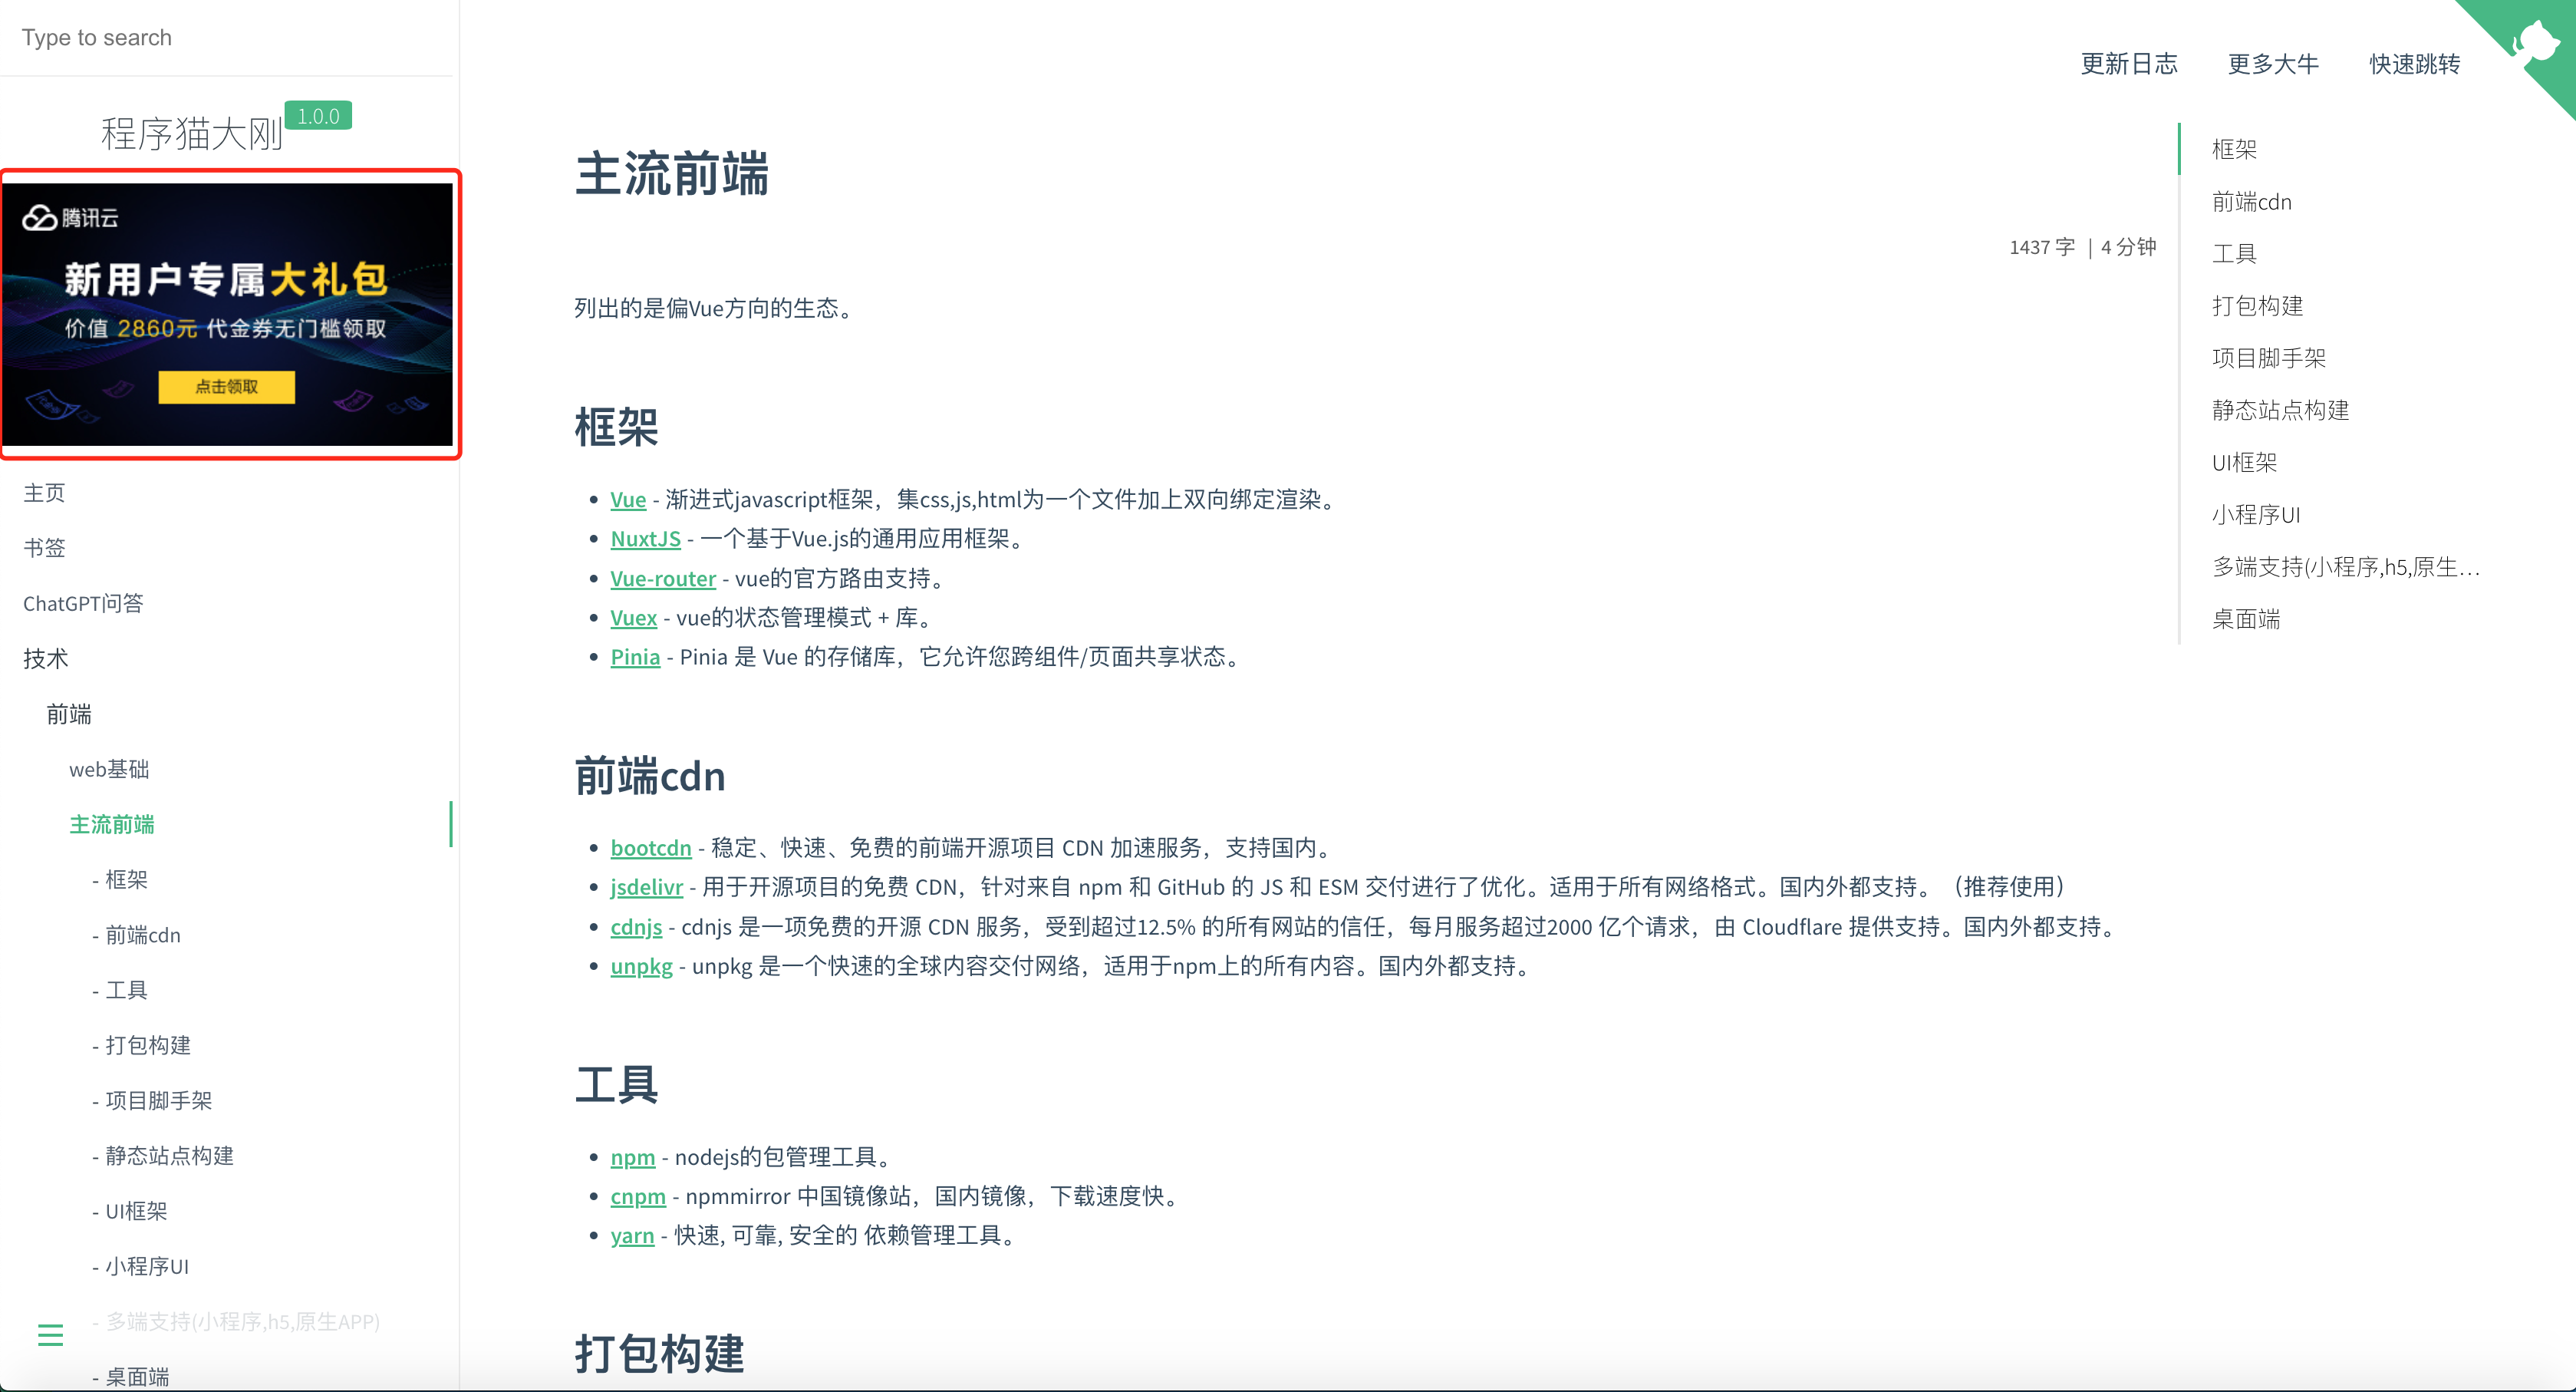 Type to search
程序猫大刚 1.0.0
腾讯云
新用户专属大礼包
价值 2860元 代金券无门槛领取
点击领取
主页
书签
ChatGPT问答
技术
前端
web基础
主流前端
- 框架
- 前端cdn
- 工具
- 打包构建
- 项目脚手架
- 静态站点构建
- UI框架
- 小程序UI
- 多端支持(小程序,h5,原生APP)
- 桌面端
更新日志 更多大牛 快速跳转
主流前端
1437 字 | 4 分钟
列出的是偏Vue方向的生态。
框架
Vue - 渐进式javascript框架，集css,js,html为一个文件加上双向绑定渲染。
NuxtJS - 一个基于Vue.js的通用应用框架。
Vue-router - vue的官方路由支持。
Vuex - vue的状态管理模式 + 库。
Pinia - Pinia 是 Vue 的存储库，它允许您跨组件/页面共享状态。
前端cdn
bootcdn - 稳定、快速、免费的前端开源项目 CDN 加速服务，支持国内。
jsdelivr - 用于开源项目的免费 CDN，针对来自 npm 和 GitHub 的 JS 和 ESM 交付进行了优化。适用于所有网络格式。国内外都支持。（推荐使用）
cdnjs - cdnjs 是一项免费的开源 CDN 服务，受到超过12.5% 的所有网站的信任，每月服务超过2000 亿个请求，由 Cloudflare 提供支持。国内外都支持。
unpkg - unpkg 是一个快速的全球内容交付网络，适用于npm上的所有内容。国内外都支持。
工具
npm - nodejs的包管理工具。
cnpm - npmmirror 中国镜像站，国内镜像，下载速度快。
yarn - 快速, 可靠, 安全的 依赖管理工具。
打包构建
框架
前端cdn
工具
打包构建
项目脚手架
静态站点构建
UI框架
小程序UI
多端支持(小程序,h5,原生…
桌面端